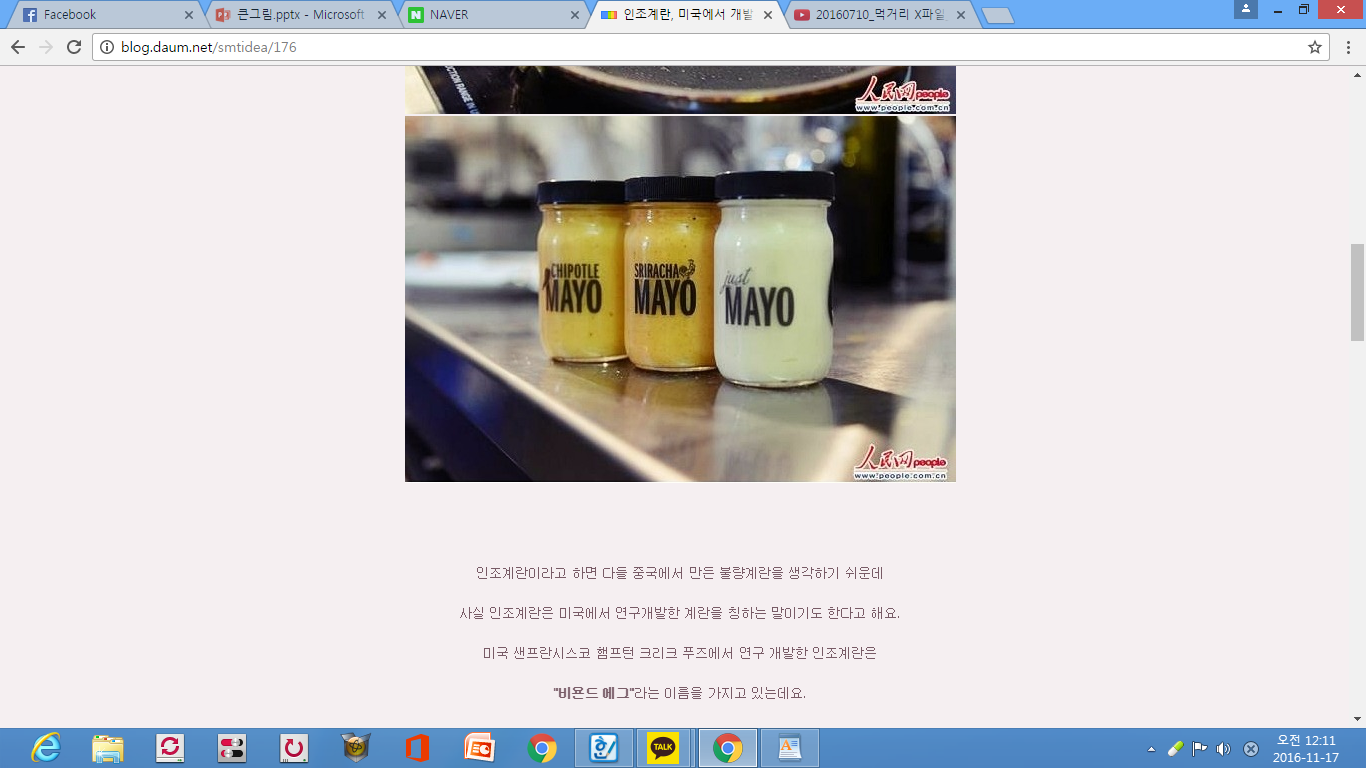 Facebook
큰그림.pptx - Microsoft
NAVER
인조계란, 미국에서 개발
20160710_먹거리 X파일
blog.daum.net/smtidea/176
人民网 people
www.people.com.cn
CHIPOTLE
MAYO
SRIRACHA
MAYO
just
MAYO
人民网 people
www.people.com.cn
인조계란이라고 하면 다들 중국에서 만든 불량계란을 생각하기 쉬운데
사실 인조계란은 미국에서 연구개발한 계란을 칭하는 말이기도 한다고 해요.
미국 샌프란시스코 햄프턴 크리크 푸즈에서 연구 개발한 인조계란은
"비욘드 에그"라는 이름을 가지고 있는데요.
TALK
오전 12:11
2016-11-17